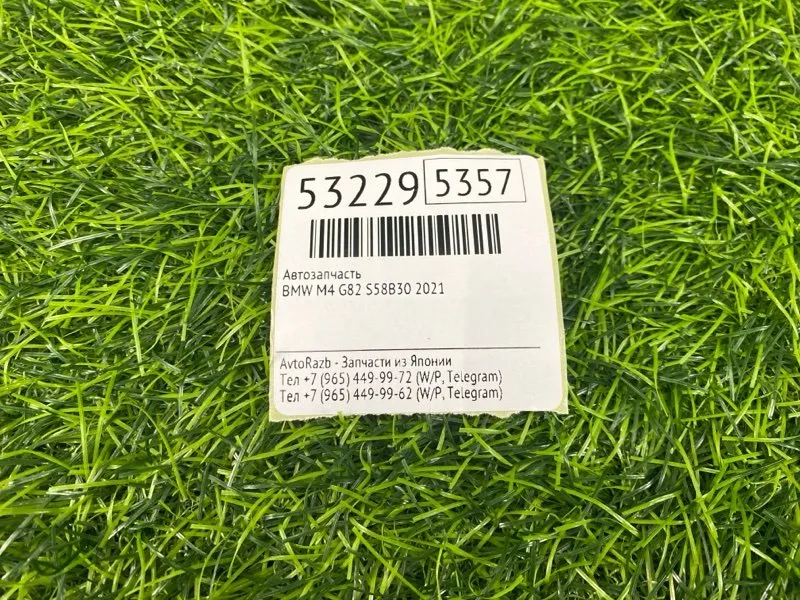 53229 5357
Автозапчасть
BMW M4 G82 S58B30 2021
AvtoRazb - Запчасти из Японии
Тел +7 (965) 449-99-72 (W/P, Telegram)
Тел +7 (965) 449-99-62 (W/P, Telegram)